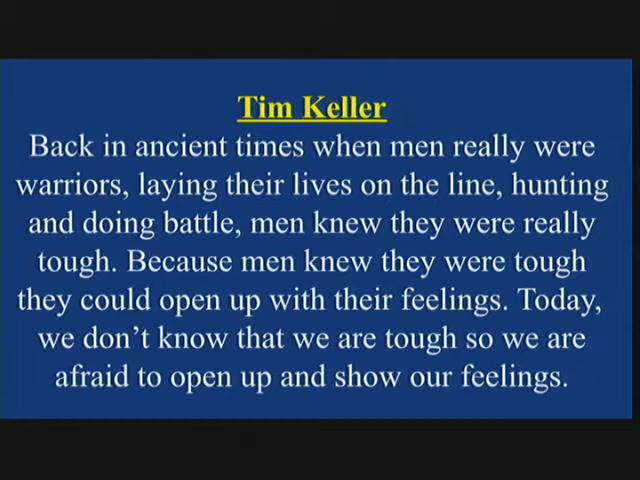 Tim Keller
Back in ancient times when men really were
warriors, laying their lives on the line, hunting
and doing battle, men knew they were really
tough. Because men knew they were tough
they could open up with their feelings. Today,
we don’t know that we are tough so we are
afraid to open up and show our feelings.